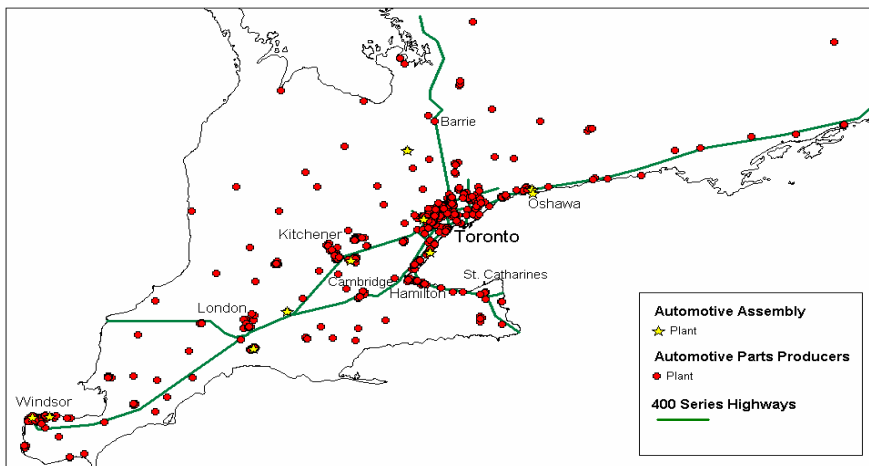 Barrie
Oshawa
Toronto
Kitchener
Cambridge
St. Catharines
Hamilton
London
Windsor
Automotive Assembly
Plant
Automotive Parts Producers
Plant
400 Series Highways